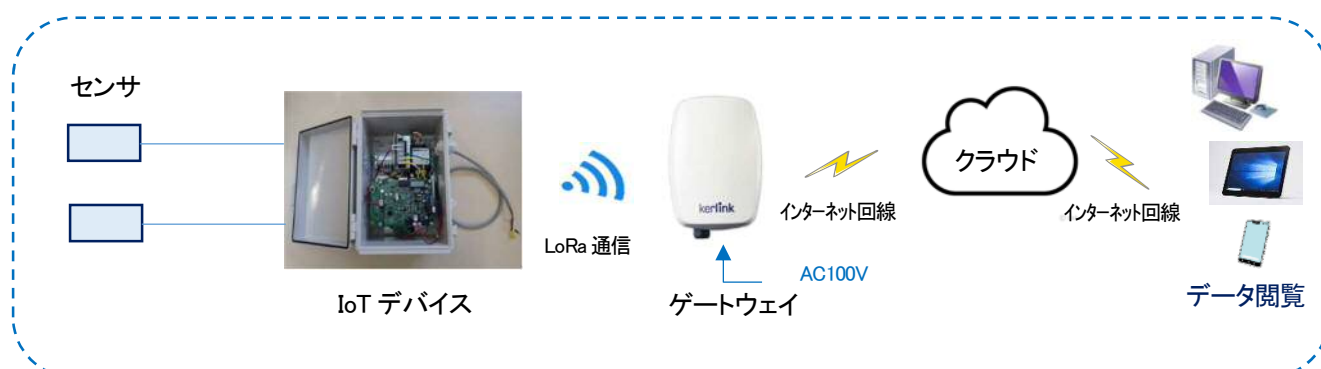 センサ
IoT デバイス
LoRa 通信
kerlink
AC100V
ゲートウェイ
インターネット回線
クラウド
インターネット回線
データ閲覧